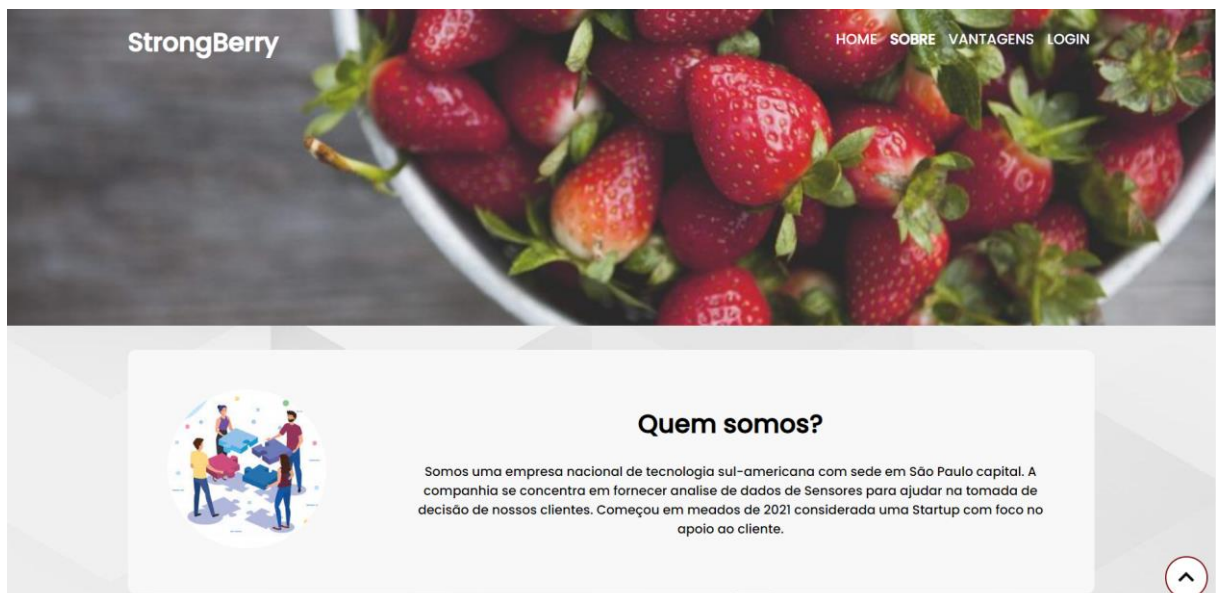 StrongBerry
HOME SOBRE VANTAGENS LOGIN
Quem somos?
Somos uma empresa nacional de tecnologia sul-americana com sede em São Paulo capital. A
companhia se concentra em fornecer analise de dados de Sensores para ajudar na tomada de
decisão de nossos clientes. Começou em meados de 2021 considerada uma Startup com foco no
apoio ao cliente.